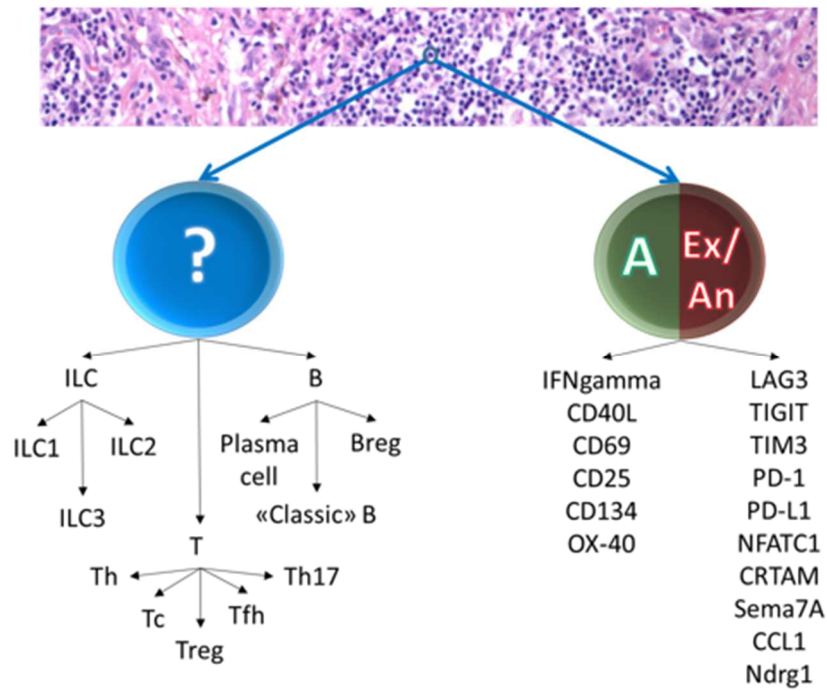 ?
A
Ex/
An
ILC
B
ILC1
ILC2
Plasma
cell
Breg
ILC3
«Classic» B
T
Th
Th17
Tc
Tfh
Treg
IFNgamma
CD40L
CD69
CD25
CD134
OX-40
LAG3
TIGIT
TIM3
PD-1
PD-L1
NFATC1
CRTAM
Sema7A
CCL1
Ndrg1